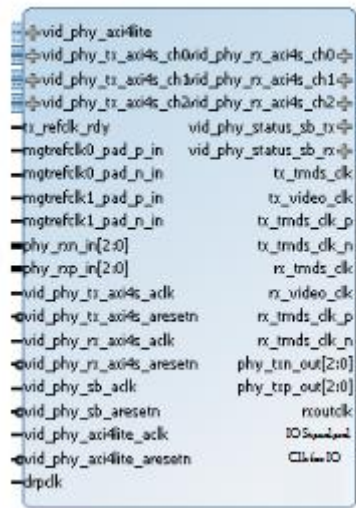 vid_phy_axi4lite
vid_phy_tx_axi4s_ch0 vid_phy_rx_axi4s_ch0
vid_phy_tx_axi4s_ch1 vid_phy_rx_axi4s_ch1
vid_phy_tx_axi4s_ch2 vid_phy_rx_axi4s_ch2
tx_refclk_rdy vid_phy_status_sb_tx
mgtrefclk0_pad_p_in vid_phy_status_sb_rx
mgtrefclk0_pad_n_in tx_tmds_clk
mgtrefclk1_pad_p_in tx_video_clk
mgtrefclk1_pad_n_in tx_tmds_clk_p
phy_rxn_in[2:0] tx_tmds_clk_n
phy_rxp_in[2:0] rx_tmds_clk
vid_phy_tx_axi4s_aclk rx_video_clk
vid_phy_tx_axi4s_aresetn rx_tmds_clk_p
vid_phy_rx_axi4s_aclk rx_tmds_clk_n
vid_phy_rx_axi4s_aresetn phy_txn_out[2:0]
vid_phy_sb_aclk phy_txp_out[2:0]
vid_phy_sb_aresetn rxoutclk
vid_phy_axi4lite_aclk
vid_phy_axi4lite_aresetn
drpclk